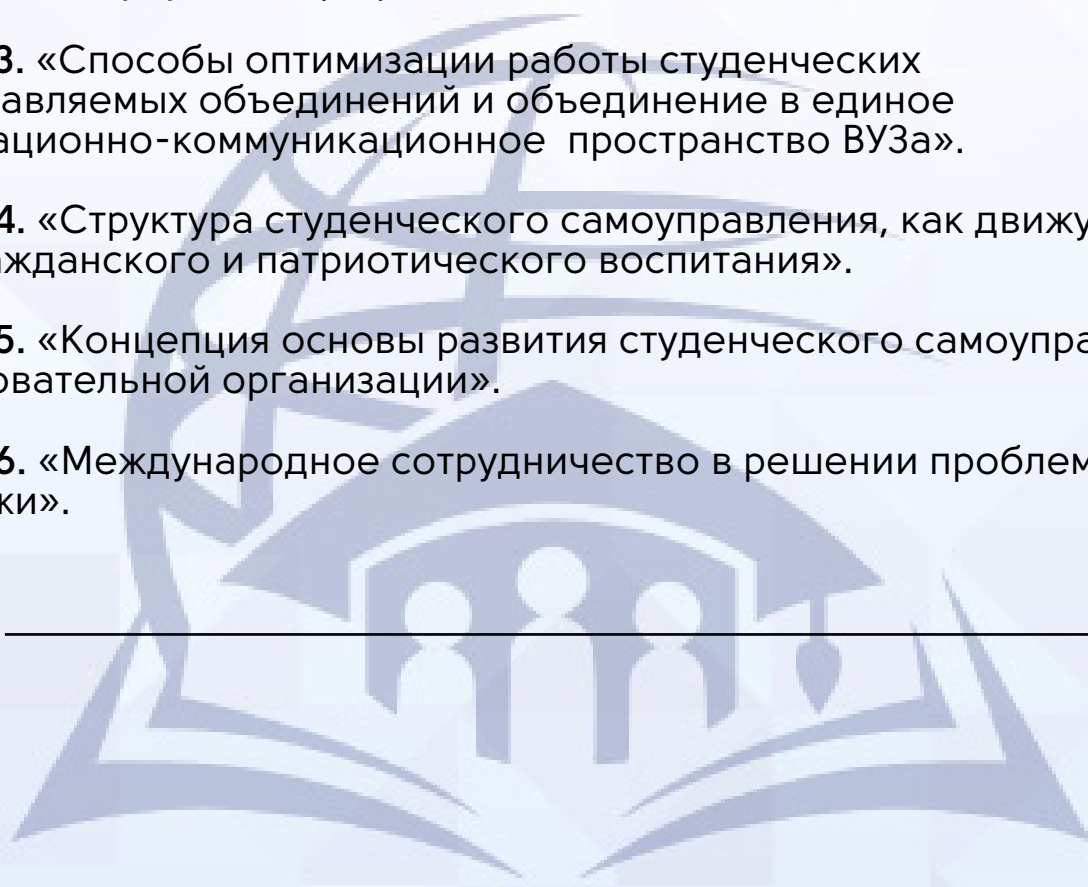 3. «Способы оптимизации работы студенческих
авляемых объединений и объединение в единое
ационно-коммуникационное пространство ВУЗа».
4. «Структура студенческого самоуправления, как движу
жданского и патриотического воспитания».
5. «Концепция основы развития студенческого самоупра
овательной организации».
6. «Международное сотрудничество в решении проблем
ки».